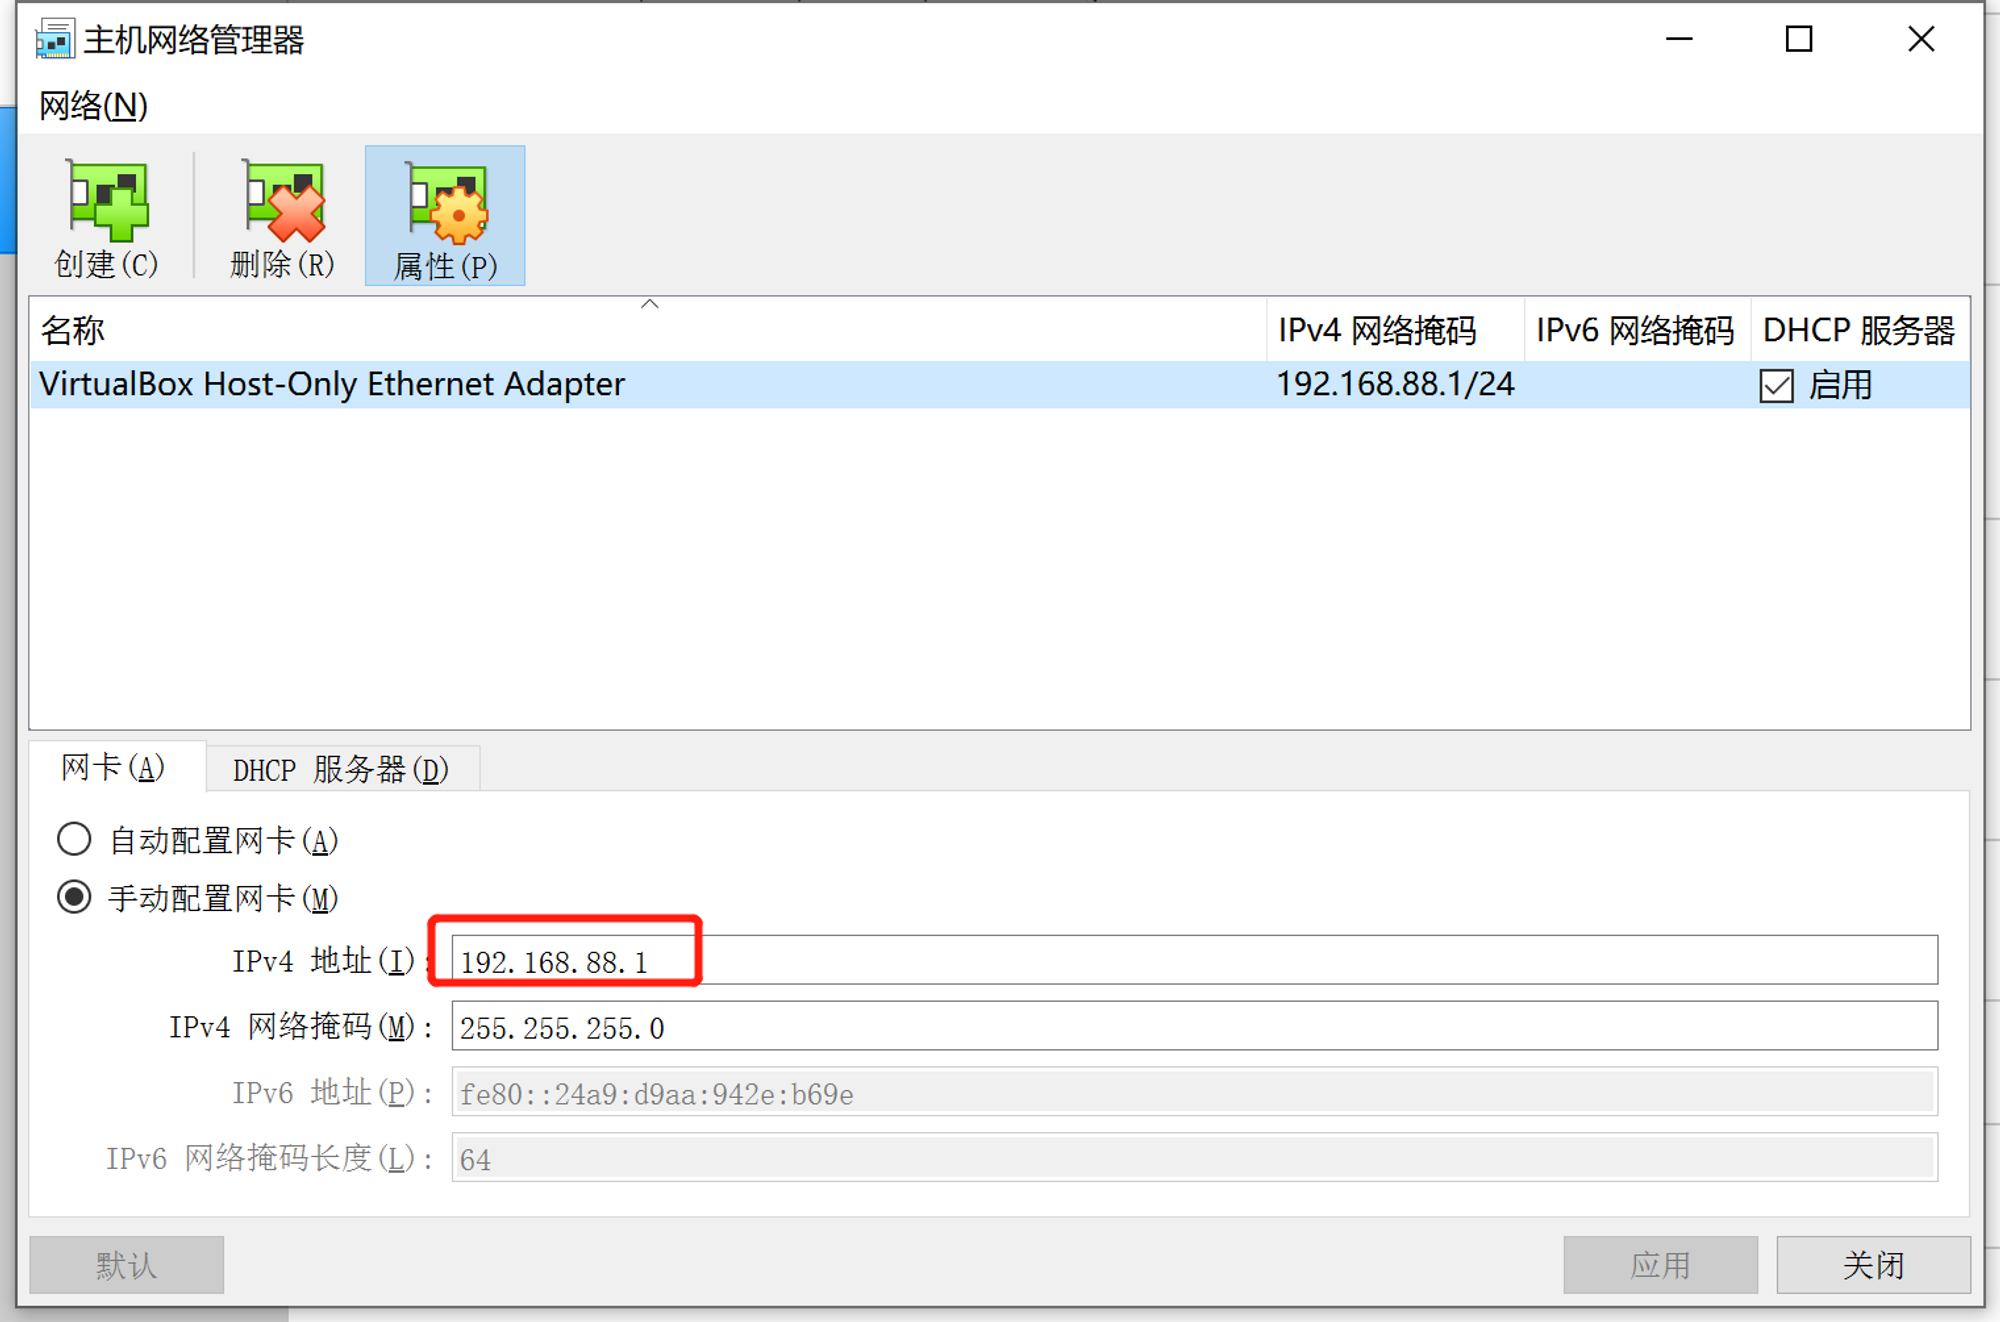 主机网络管理器
网络(N)
创建(C) 删除(R) 属性(P)
名称 IPv4 网络掩码 IPv6 网络掩码 DHCP 服务器
VirtualBox Host-Only Ethernet Adapter 192.168.88.1/24 启用
网卡(A) DHCP 服务器(D)
自动配置网卡(A)
手动配置网卡(M)
IPv4 地址(I): 192.168.88.1
IPv4 网络掩码(M): 255.255.255.0
IPv6 地址(P): fe80::24a9:d9aa:942e:b69e
IPv6 网络掩码长度(L): 64
默认 应用 关闭